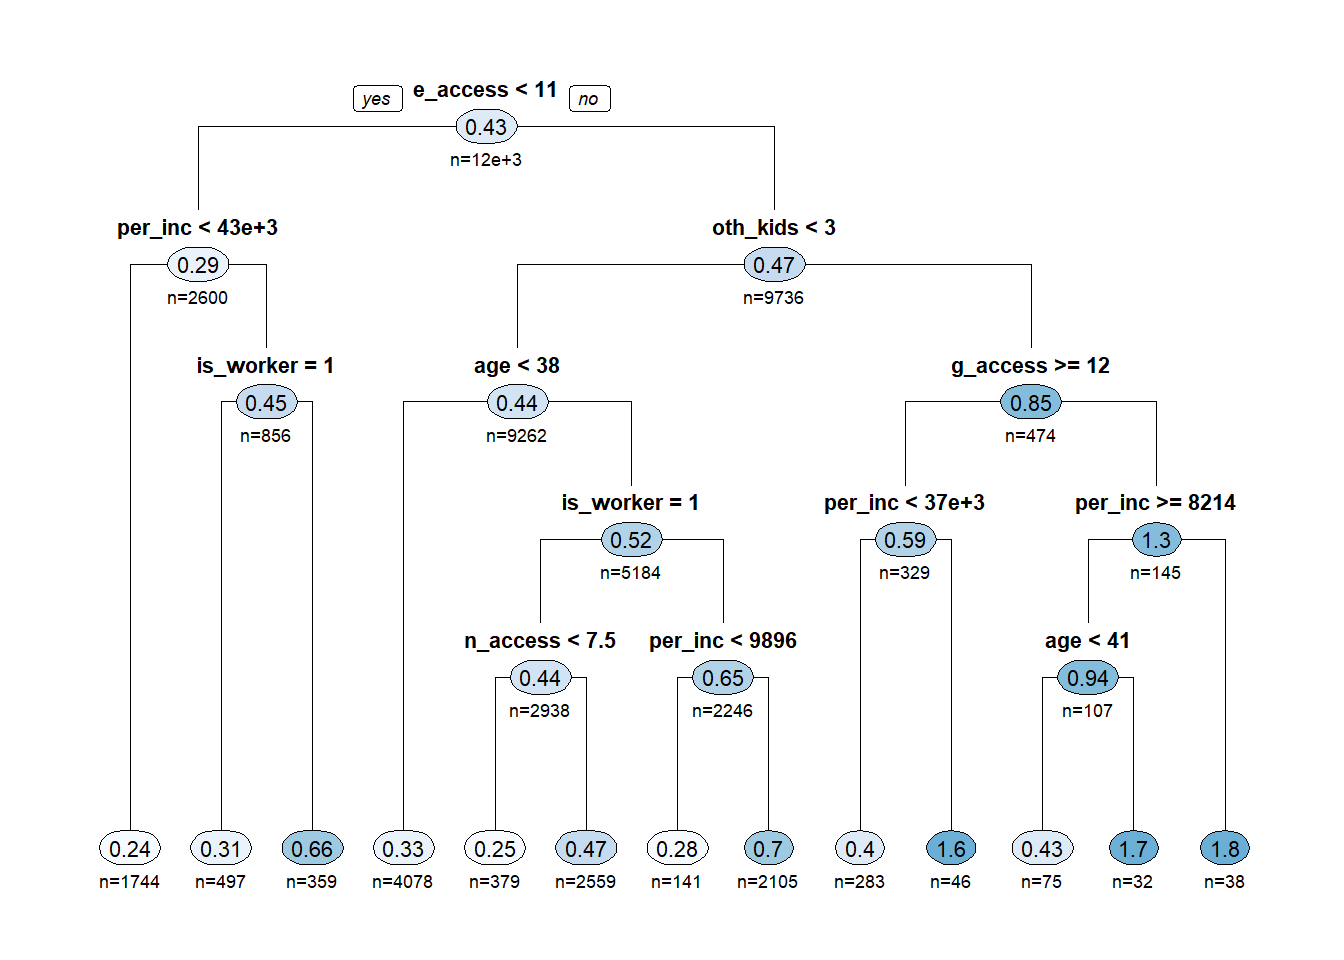 yes e_access < 11 no
0.43
n=12e+3
per_inc < 43e+3 oth_kids < 3
0.29 0.47
n=2600 n=9736
is_worker = 1 age < 38 g_access >= 12
0.45 0.44 0.85
n=856 n=9262 n=474
is_worker = 1 per_inc < 37e+3 per_inc >= 8214
0.52 0.59 1.3
n=5184 n=329 n=145
n_access < 7.5 per_inc < 9896 age < 41
0.44 0.65 0.94
n=2938 n=2246 n=107
0.24 0.31 0.66 0.33 0.25 0.47 0.28 0.7 0.4 1.6 0.43 1.7 1.8
n=1744 n=497 n=359 n=4078 n=379 n=2559 n=141 n=2105 n=283 n=46 n=75 n=32 n=38